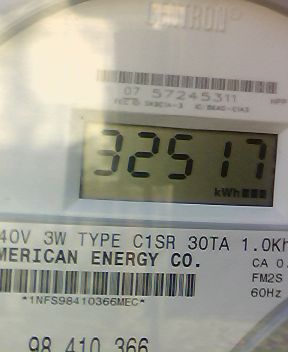 CENTRON®
07 57245311
32517
kWh
40V 3W TYPE C1SR 30TA 1.0Kh
MERICAN ENERGY CO.
CA 0.
FM2S
60Hz
*1NFS98410366MEC*
98 410 366